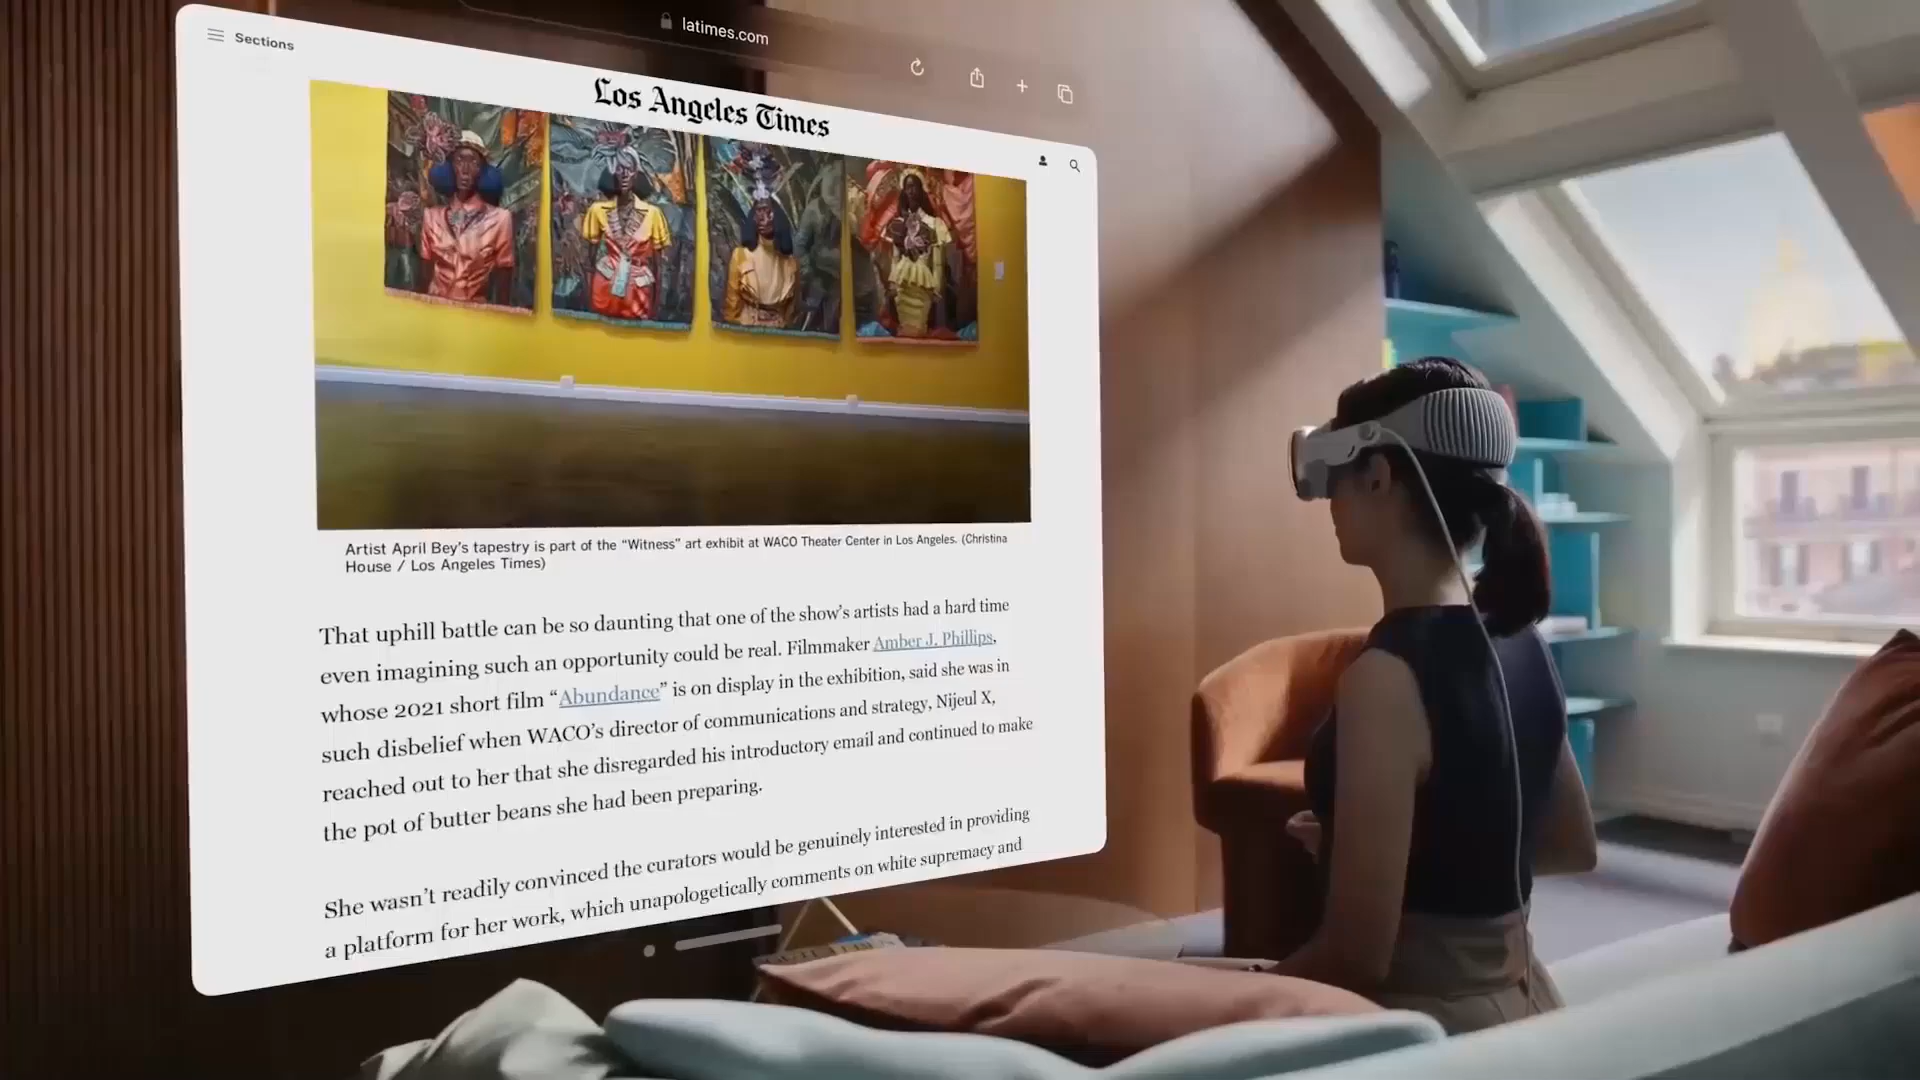 latimes.com
Sections
Los Angeles Times
Artist April Bey's tapestry is part of the “Witness” art exhibit at WACO Theater Center in Los Angeles. (Christina
House / Los Angeles Times)
That uphill battle can be so daunting that one of the show's artists had a hard time
even imagining such an opportunity could be real. Filmmaker Amber J. Phillips,
whose 2021 short film “Abundance” is on display in the exhibition, said she was in
such disbelief when WACO's director of communications and strategy, Nijeul X,
reached out to her that she disregarded his introductory email and continued to make
the pot of butter beans she had been preparing.
She wasn't readily convinced the curators would be genuinely interested in providing
a platform for her work, which unapologetically comments on white supremacy and